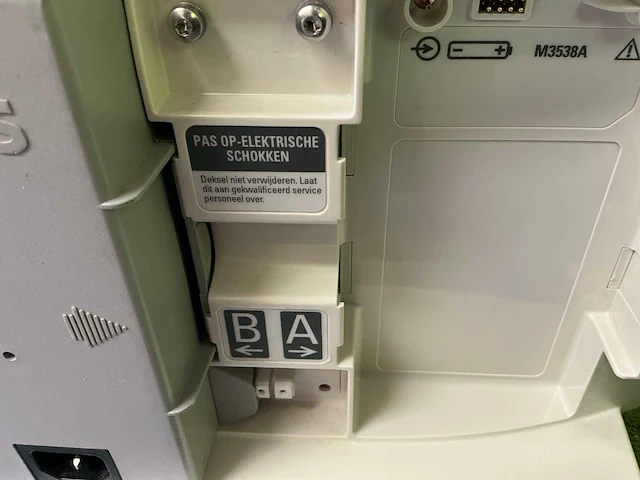 M3538A
PAS OP-ELEKTRISCHE
SCHOKKEN
Deksel niet verwijderen. Laat
dit aan gekwalificeerd service
personeel over.
B A